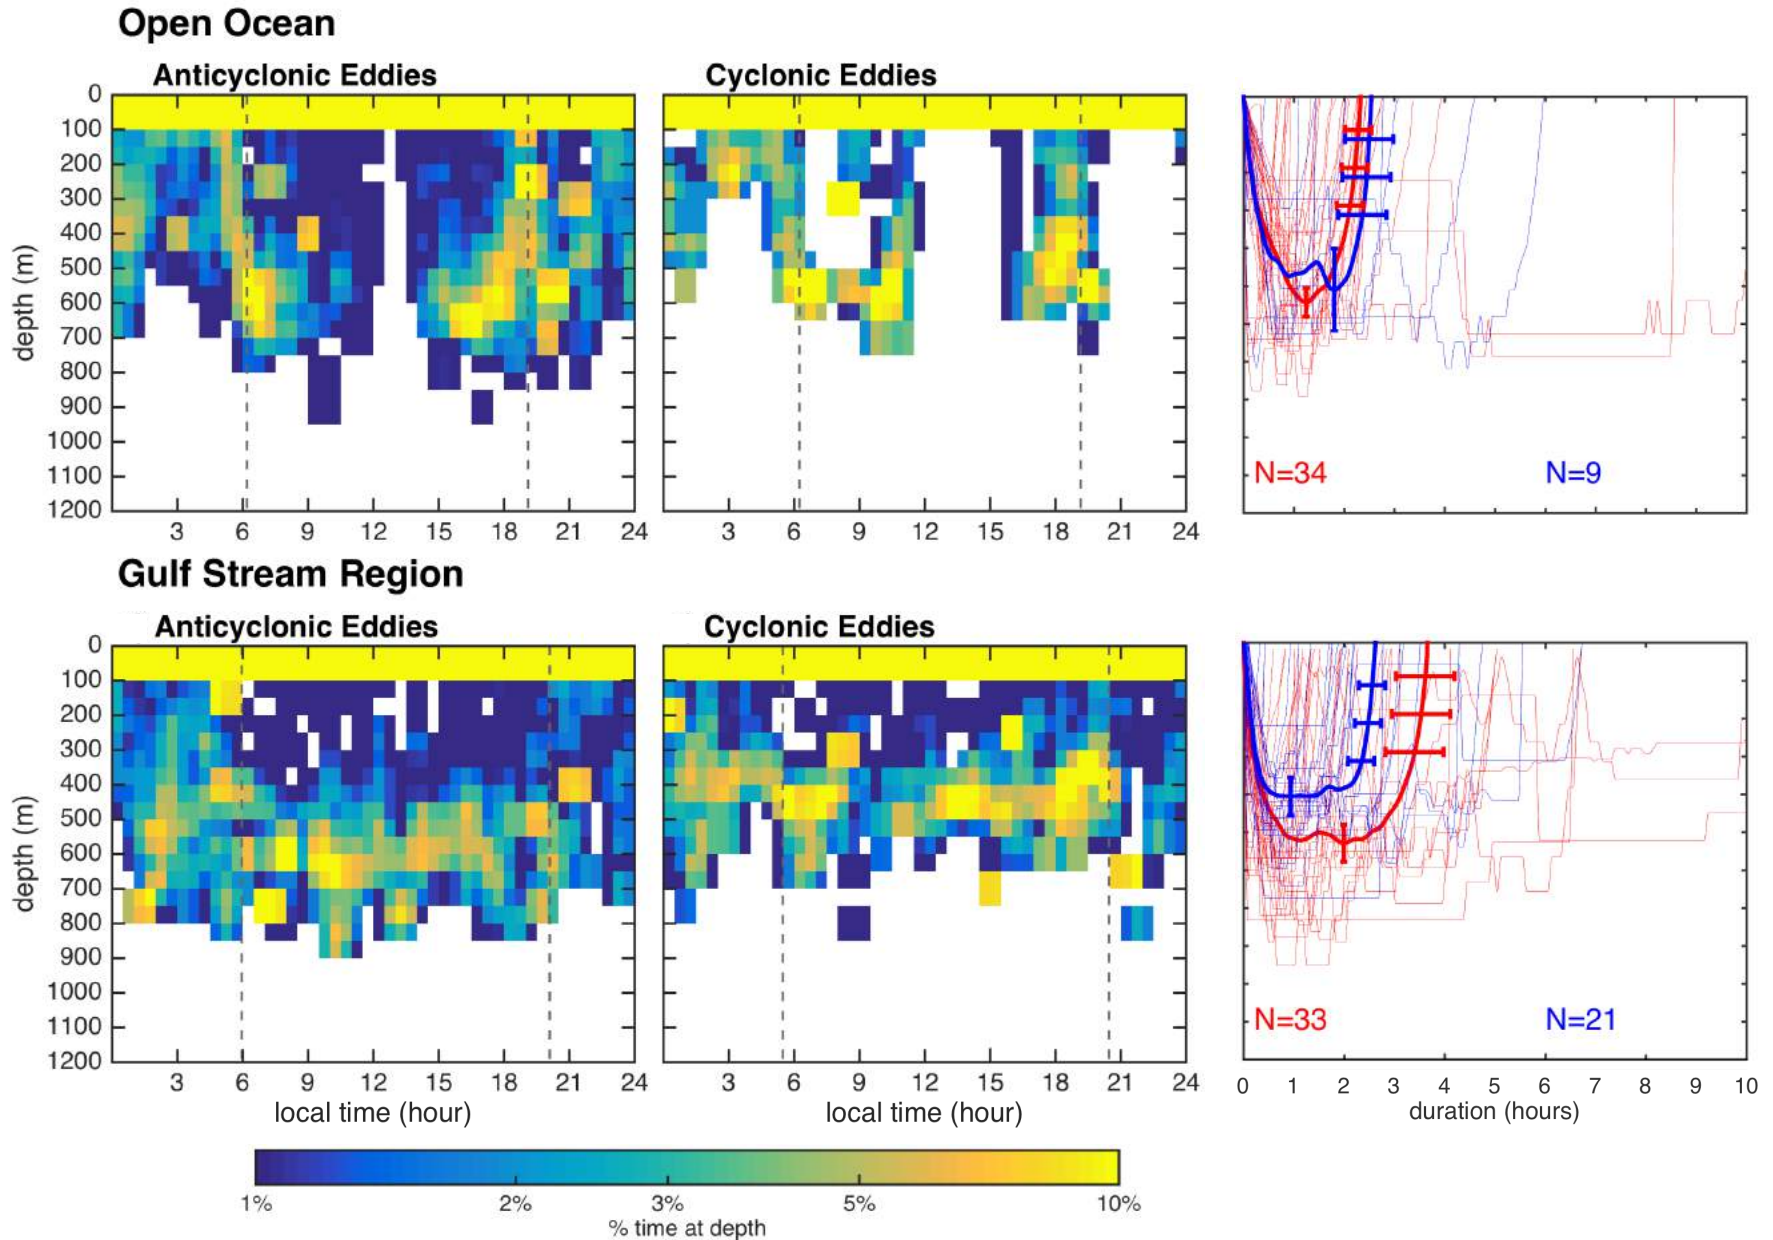 Open Ocean
Anticyclonic Eddies
Cyclonic Eddies
0
100
200
300
400
500
600
700
800
900
1000
1100
1200
depth (m)
3 6 9 12 15 18 21 24
3 6 9 12 15 18 21 24
N=34 N=9
Gulf Stream Region
Anticyclonic Eddies
Cyclonic Eddies
0
100
200
300
400
500
600
700
800
900
1000
1100
1200
depth (m)
3 6 9 12 15 18 21 24
local time (hour)
3 6 9 12 15 18 21 24
local time (hour)
N=33 N=21
0 1 2 3 4 5 6 7 8 9 10
duration (hours)
1% 2% 3% 5% 10%
% time at depth